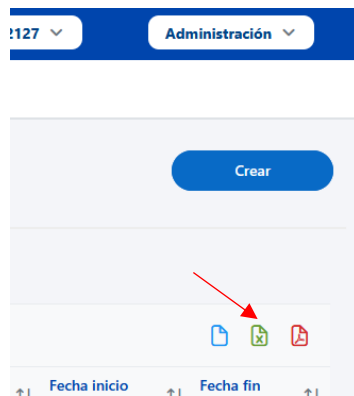 2127
Administración
Crear
Fecha inicio
Fecha fin